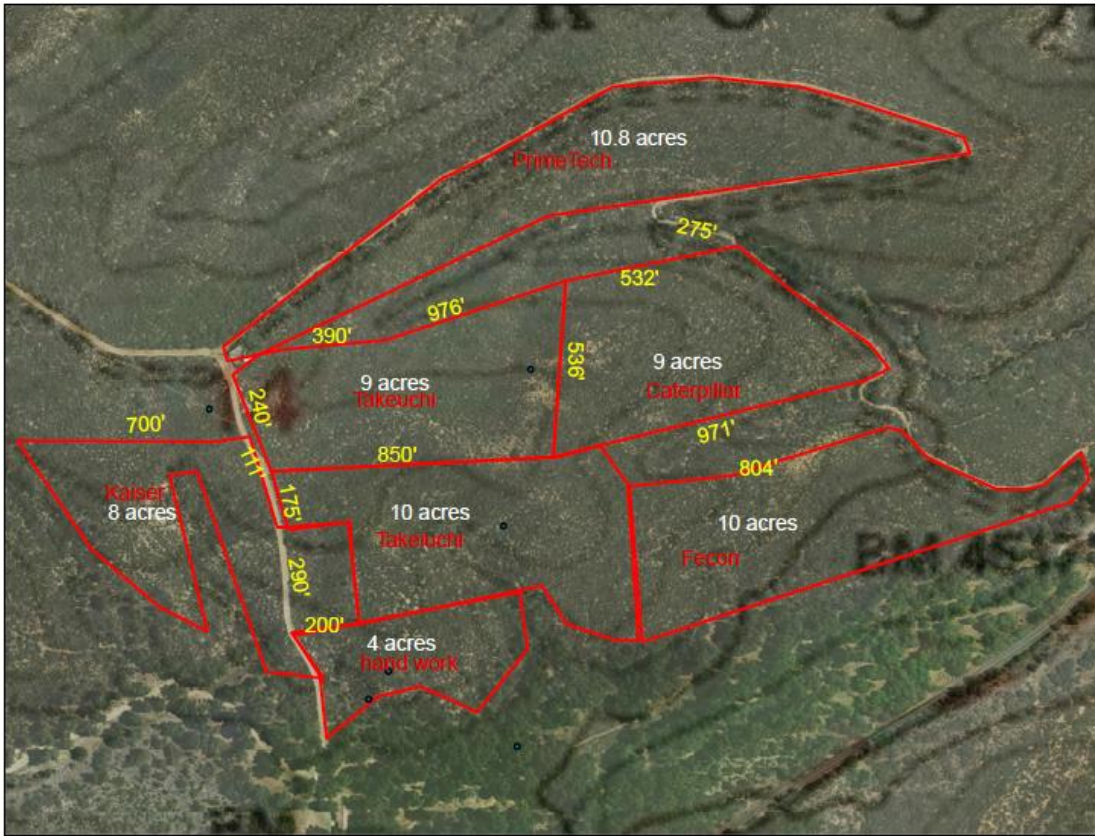 10.8 acres
PrimeTech
275'
532'
976'
390'
536'
9 acres
Takeuchi
9 acres
Caterpillar
240'
700'
971'
850'
111'
804'
Kaiser
8 acres
175'
10 acres
Takeiuchi
10 acres
Fecon
290'
200'
4 acres
hand work